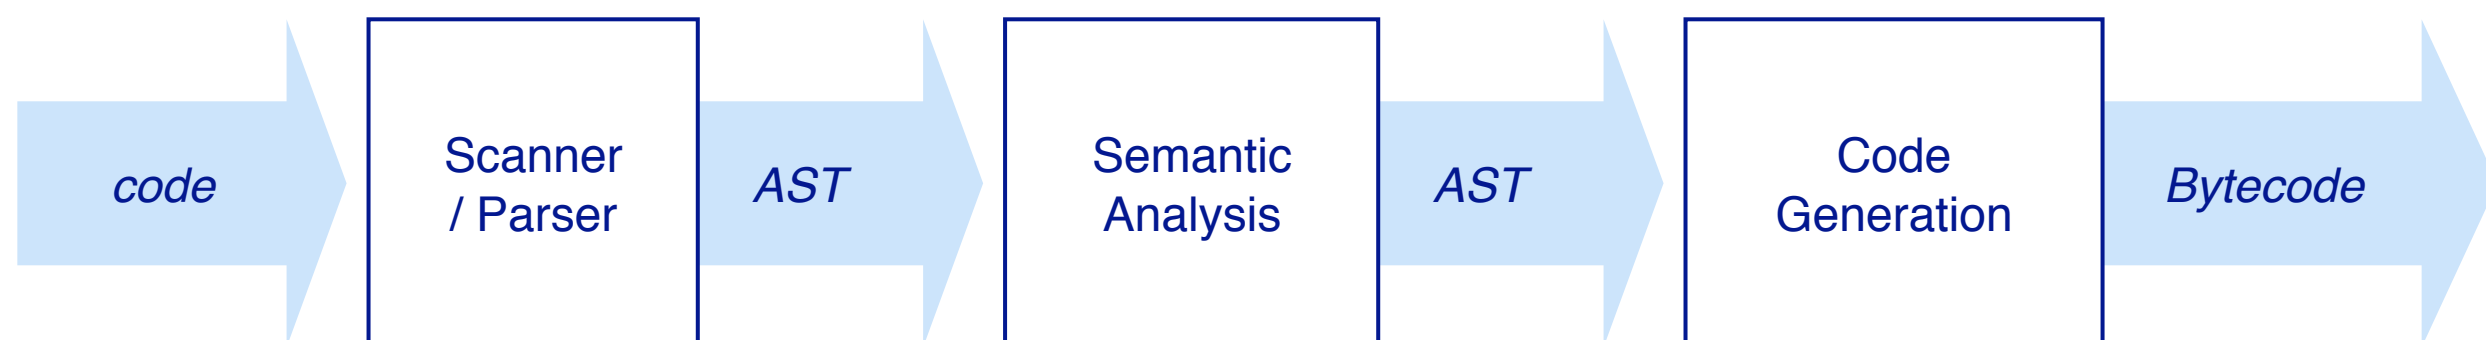 code
Scanner
/ Parser
AST
Semantic
Analysis
AST
Code
Generation
Bytecode